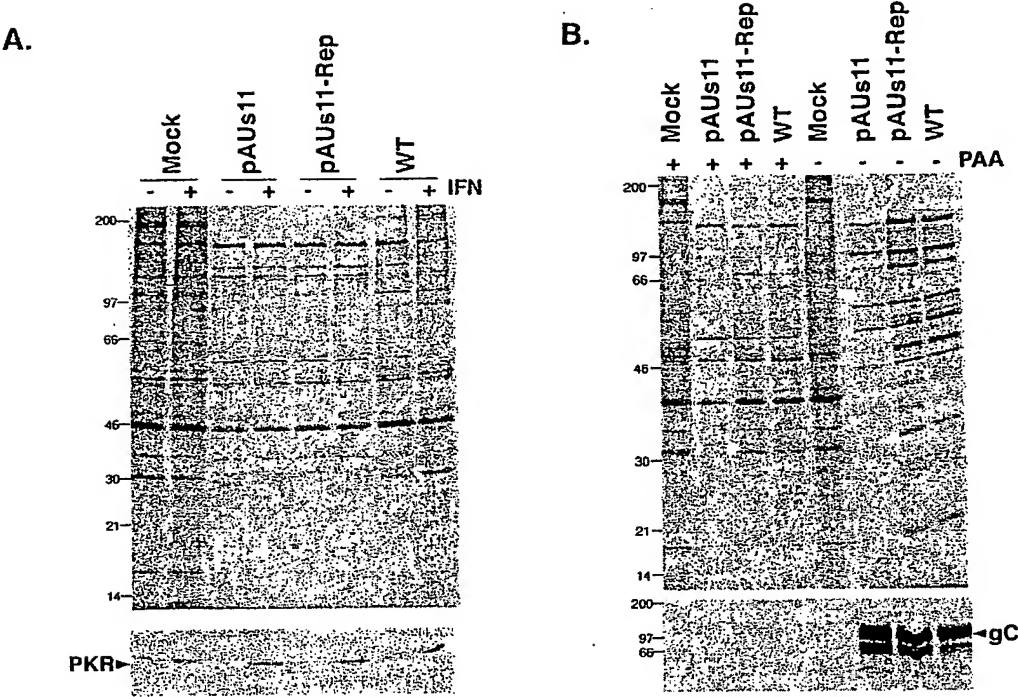 A.
Mock pAUs11 pAUs11-Rep WT
- + - + - + - + IFN
200
97
66
46
30
21
14
PKR
B.
Mock pAUs11 pAUs11-Rep WT Mock pAUs11 pAUs11-Rep WT
+ + + + - - - - PAA
200
97
66
46
30
21
14
200
97
66
gC